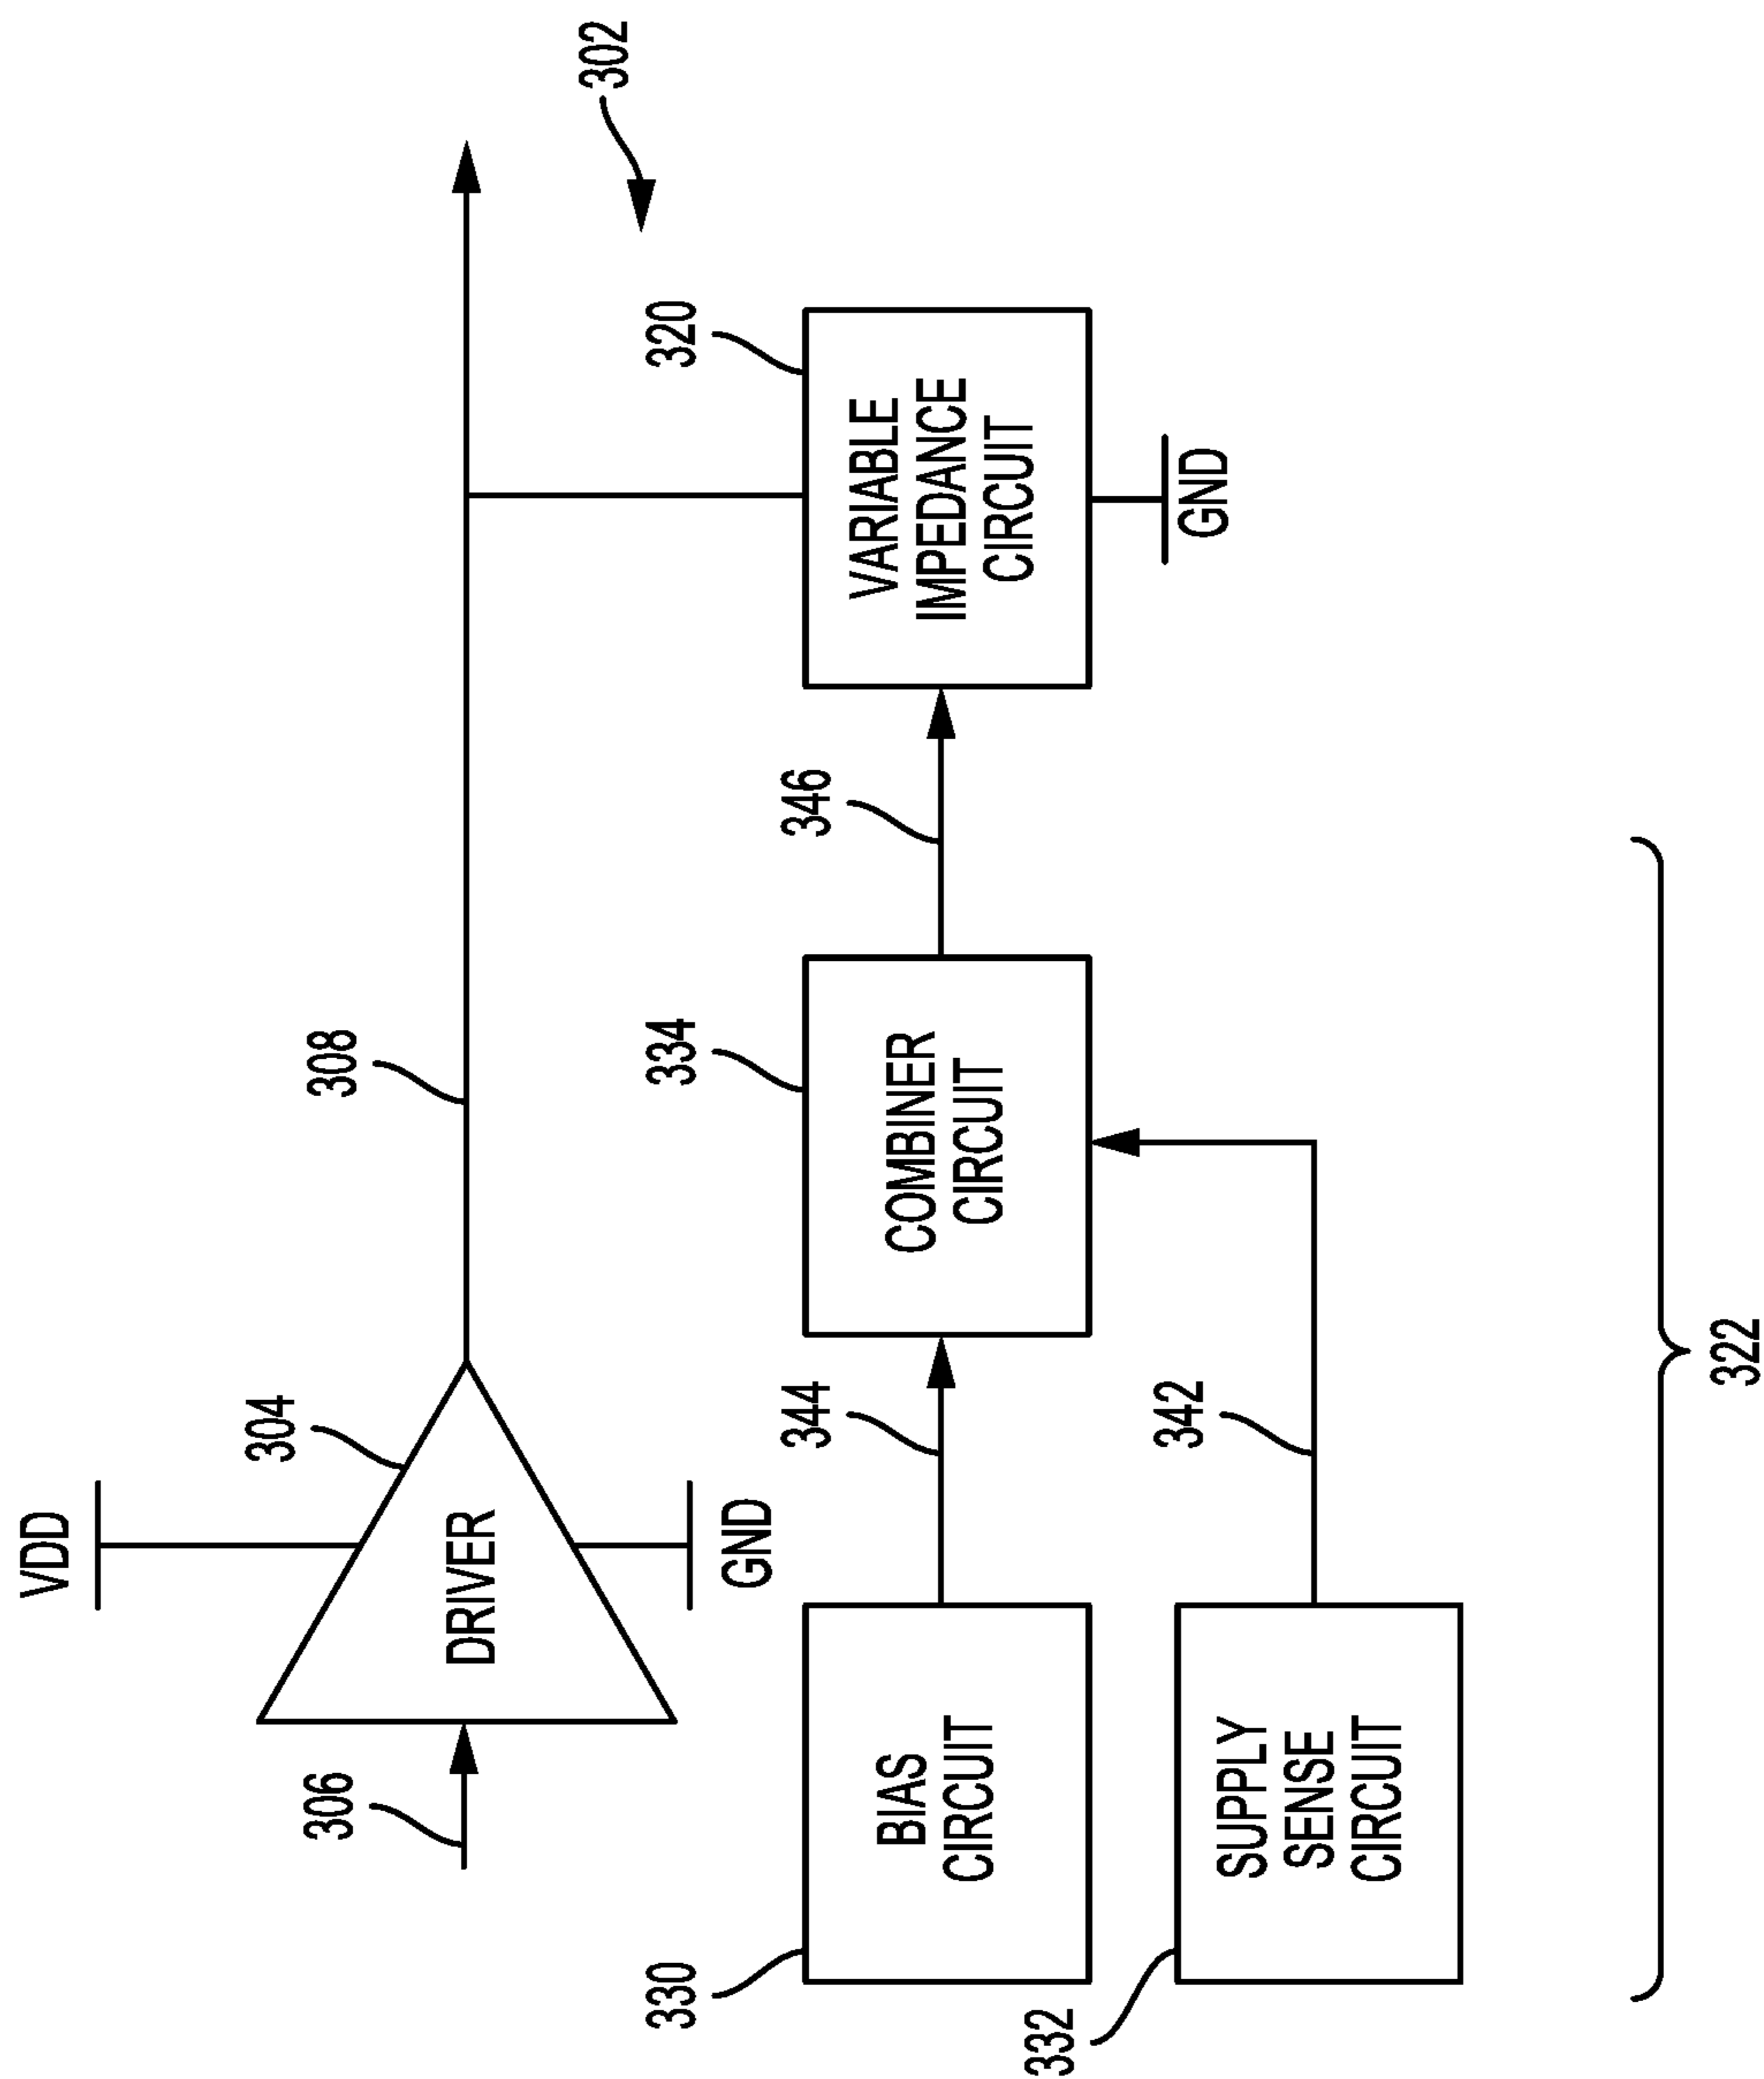 VDD
304
308
302
306
DRIVER
GND
330
BIAS
CIRCUIT
344
334
COMBINER
CIRCUIT
346
320
VARIABLE
IMPEDANCE
CIRCUIT
GND
332
SUPPLY
SENSE
CIRCUIT
342
322